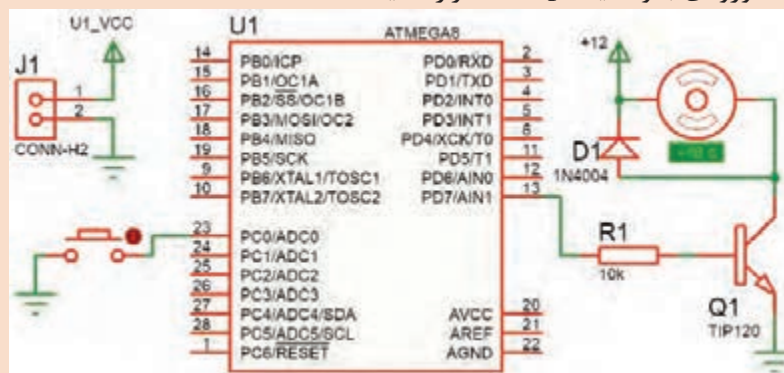 U1_VCC
J1
1
2
CONN-H2
U1
ATMEGA8
14 PB0/ICP
15 PB1/OC1A
16 PB2/SS/OC1B
17 PB3/MOSI/OC2
18 PB4/MISO
19 PB5/SCK
9 PB6/XTAL1/TOSC1
10 PB7/XTAL2/TOSC2
23 PC0/ADC0
24 PC1/ADC1
25 PC2/ADC2
26 PC3/ADC3
27 PC4/ADC4/SDA
28 PC5/ADC5/SCL
1 PC6/RESET
PD0/RXD 2
PD1/TXD 3
PD2/INT0 4
PD3/INT1 5
PD4/XCK/T0 6
PD5/T1 11
PD6/AIN0 12
PD7/AIN1 13
AVCC 20
AREF 21
AGND 22
+12
D1
1N4004
R1
10k
Q1
TIP120